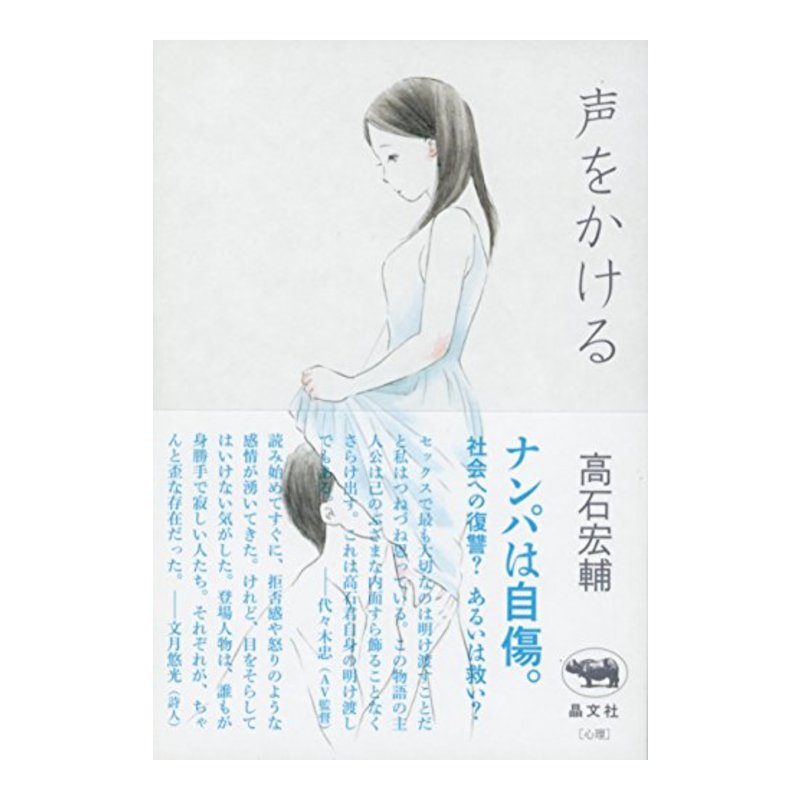 声をかける
高石宏輔
晶文社
［心理］
ナンパは自傷。
社会への復讐？ あるいは救い？
セックスで最も大切なのは明け渡すことだ
と私はつねづね思っている。この物語の主
人公は己のぶざまな内面すら飾ることなく
さらけ出す。これは高石君自身の明け渡し
でもある。
――代々木忠（AV監督）
読み始めてすぐに、拒否感や怒りのような
感情が湧いてきた。けれど、目をそらして
はいけない気がした。登場人物は、誰もが
身勝手で寂しい人たち。それぞれが、ちゃ
んと歪な存在だった。――文月悠光（詩人）